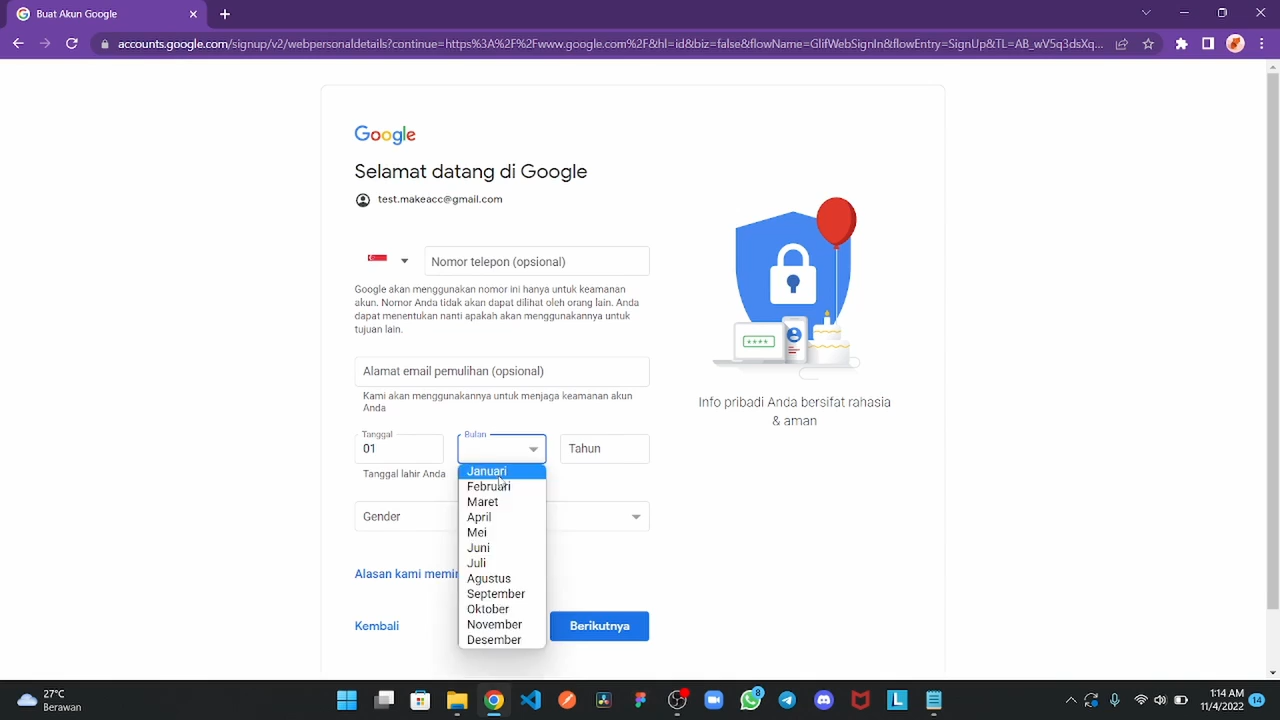 Buat Akun Google
accounts.google.com/signup/v2/webpersonaldetails?continue=https%3A%2F%2Fwww.google.com%2F&hl=id&biz=false&flowName=GlifWebSignIn&flowEntry=SignUp&TL=AB_wV5q3dsXq...
Google
Selamat datang di Google
test.makeacc@gmail.com
Nomor telepon (opsional)
Google akan menggunakan nomor ini hanya untuk keamanan
akun. Nomor Anda tidak akan dapat dilihat oleh orang lain. Anda
dapat menentukan nanti apakah akan menggunakannya untuk
tujuan lain.
Alamat email pemulihan (opsional)
Kami akan menggunakannya untuk menjaga keamanan akun
Anda
Tanggal
01
Bulan
Tahun
Tanggal lahir Anda
Januari
Februari
Maret
April
Mei
Juni
Juli
Agustus
September
Oktober
November
Desember
Gender
Alasan kami memin
Kembali
Berikutnya
****
Info pribadi Anda bersifat rahasia
& aman
27°C
Berawan
8
L
1:14 AM
11/4/2022
14